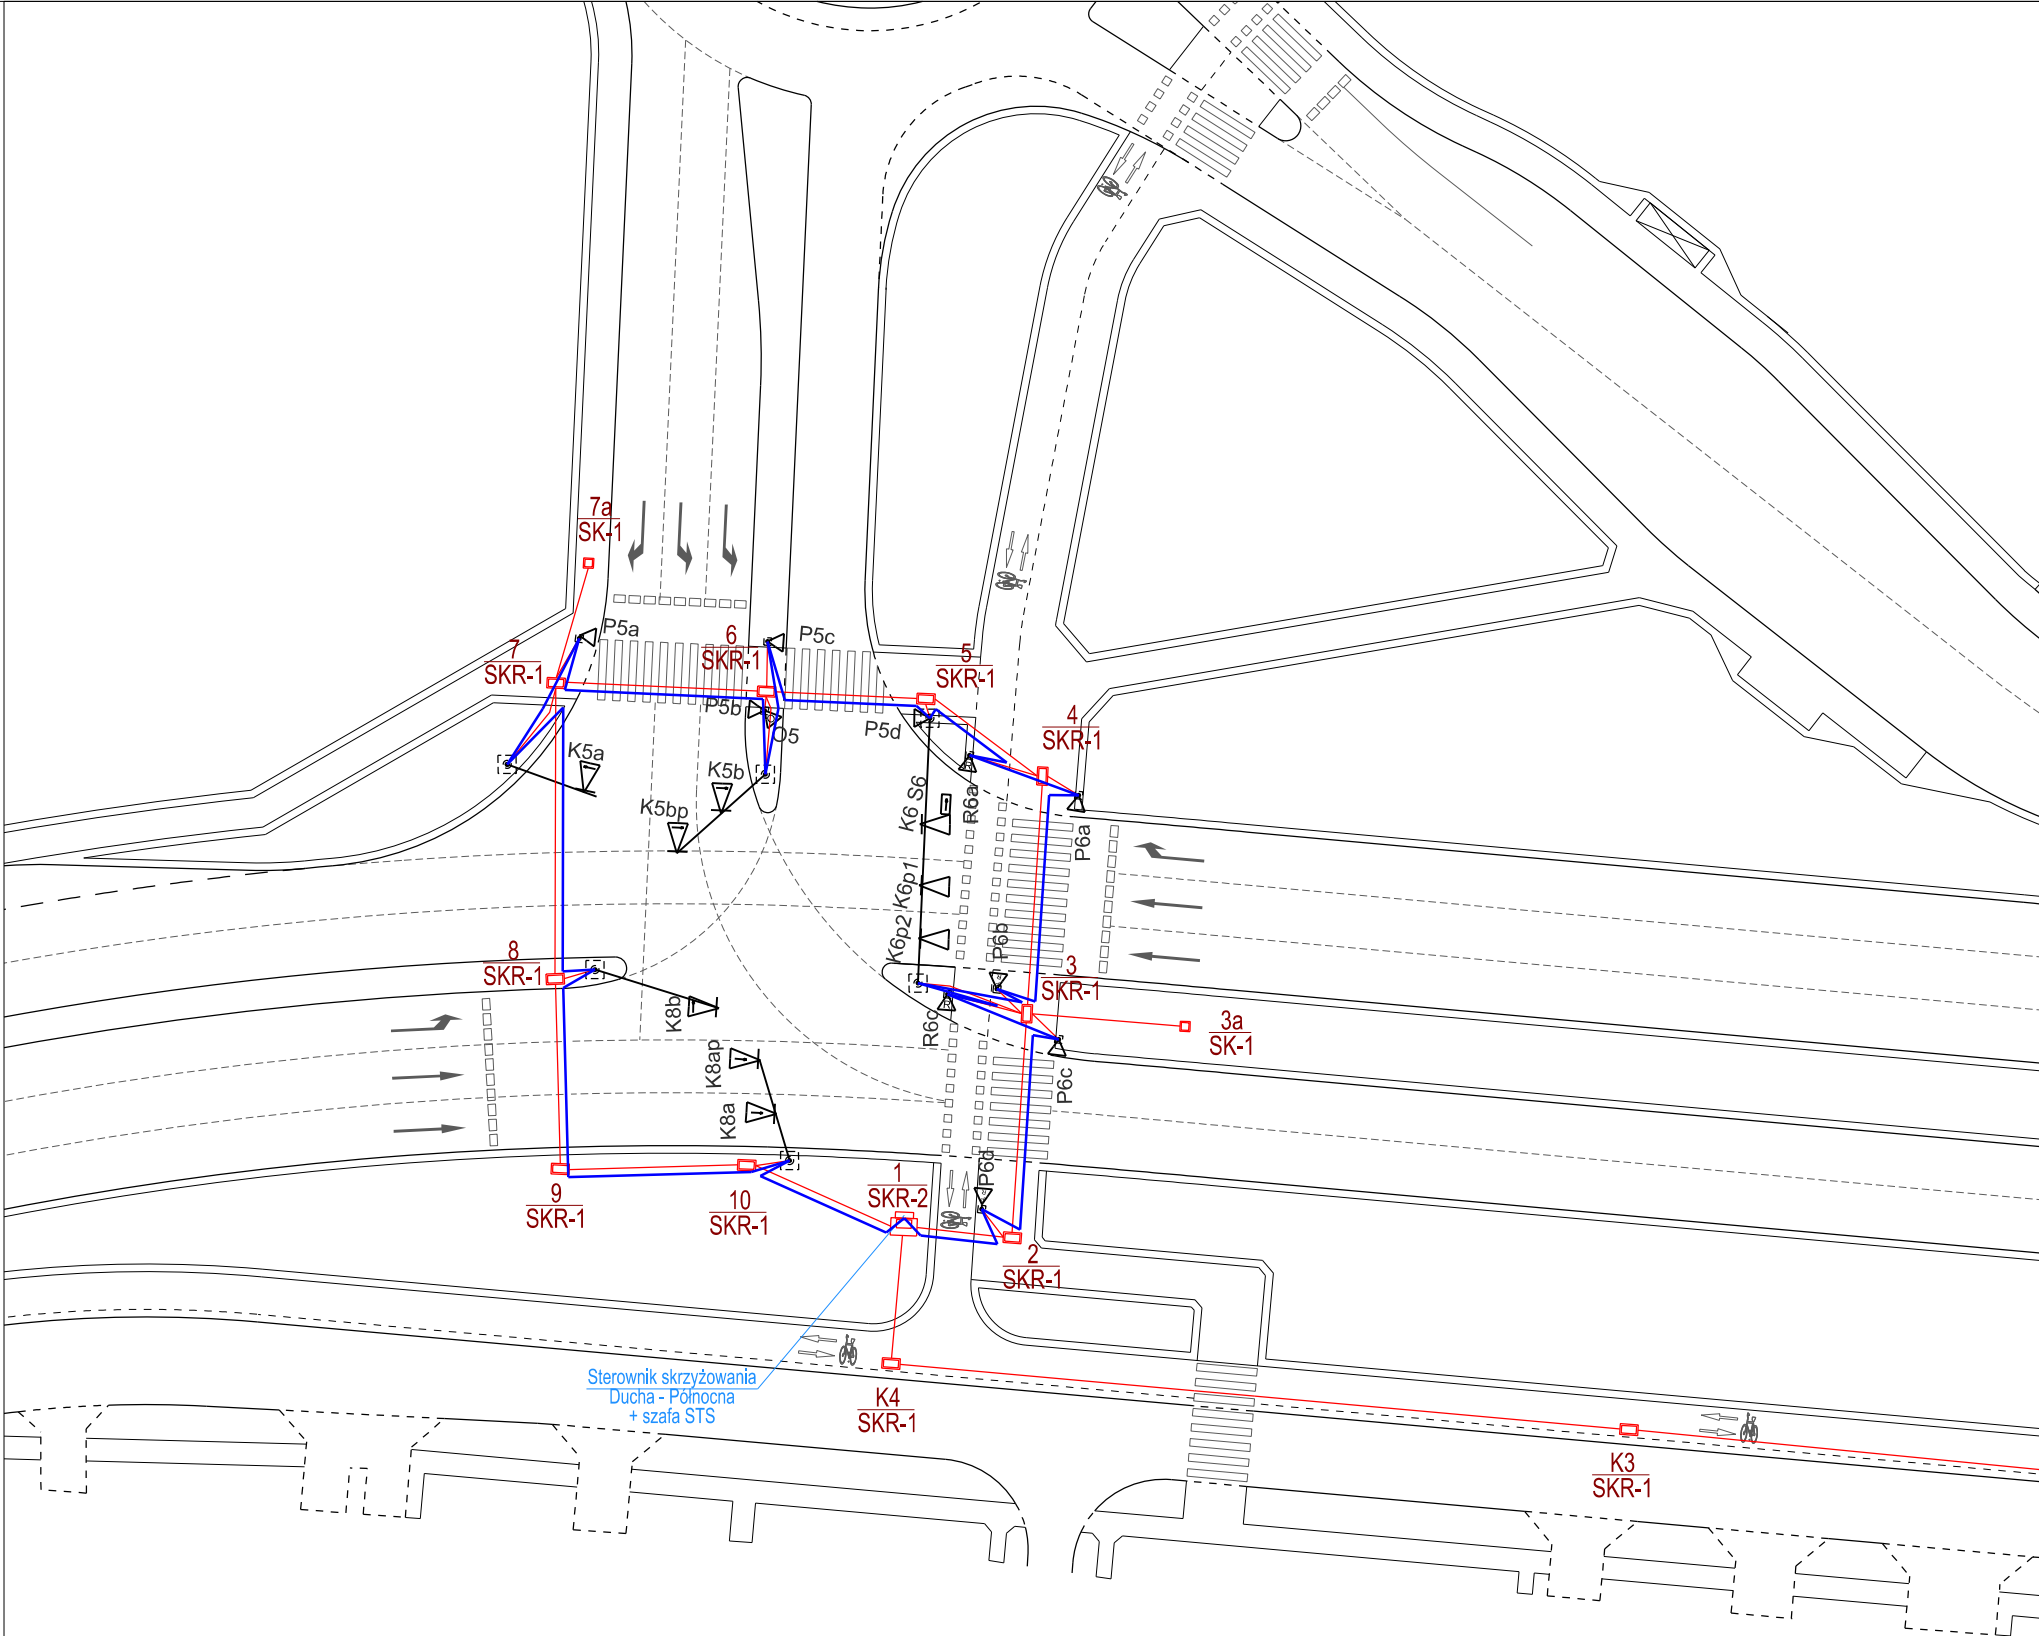 7a
SK-1
P5a
6
SKR-1
P5c
7
SKR-1
5
SKR-1
P5b
O5
P5d
4
SKR-1
K5a
K5b
K5bp
K6 S6
R6a
P6a
K6p1
K6p2
P6b
8
SKR-1
3
SKR-1
K8b
R6c
3a
SK-1
K8ap
P6c
K8a
P6d
9
SKR-1
10
SKR-1
1
SKR-2
2
SKR-1
Sterownik skrzyżowania
Ducha - Północna
+ szafa STS
K4
SKR-1
K3
SKR-1